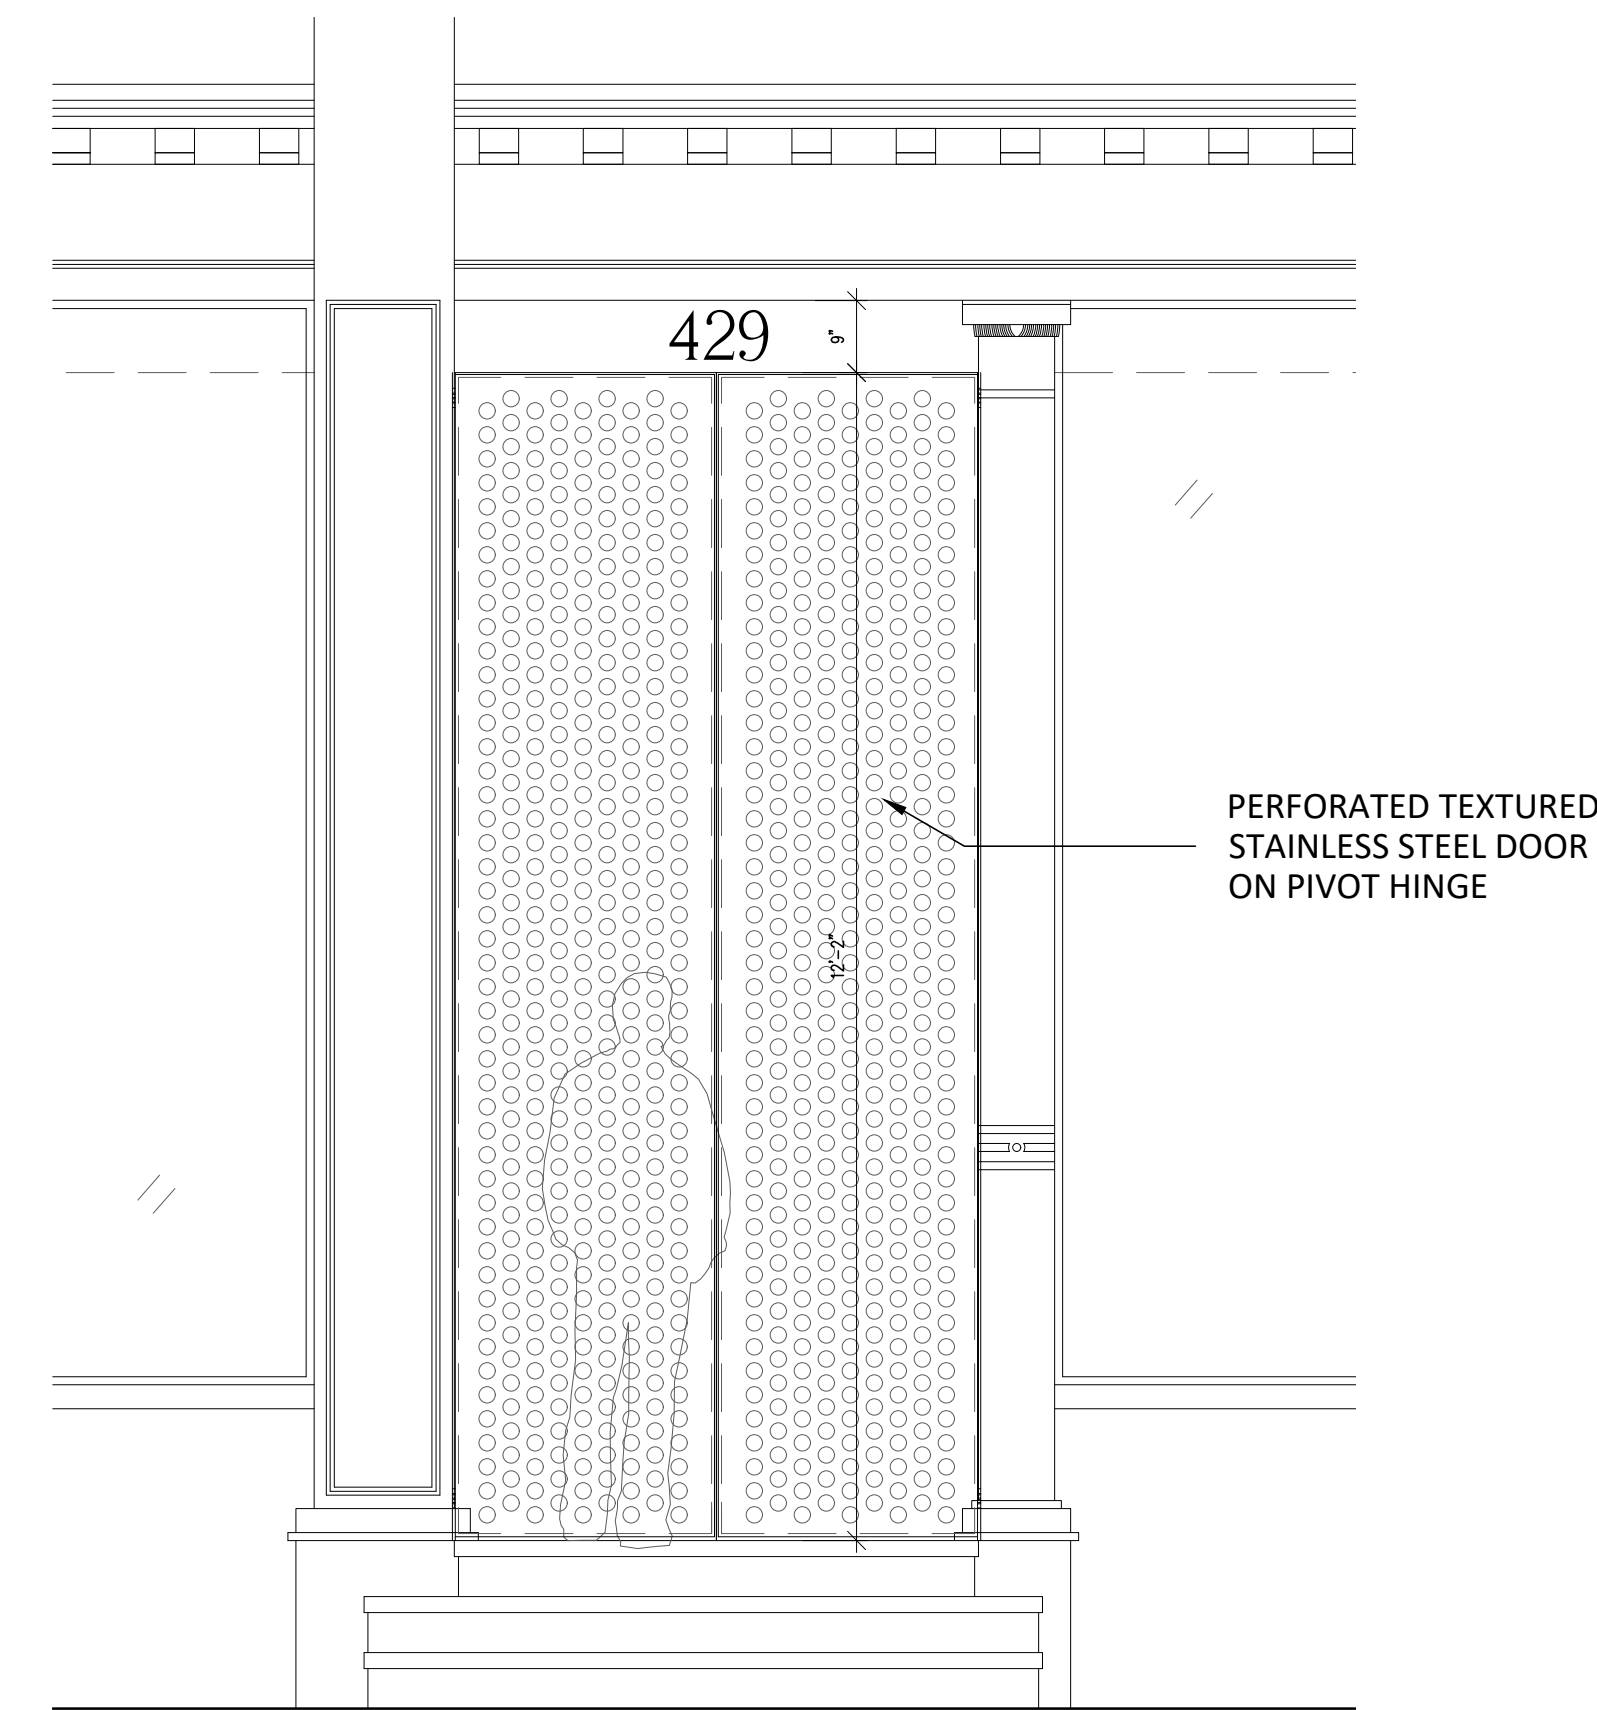 429
9"
PERFORATED TEXTURED
STAINLESS STEEL DOOR
ON PIVOT HINGE
12'-2"